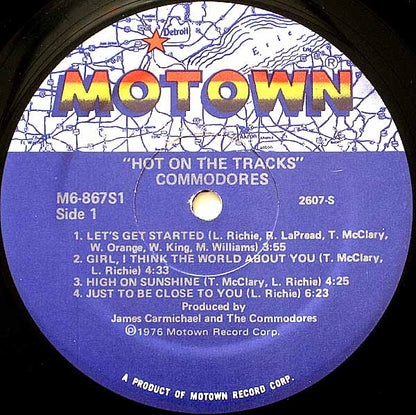 Detroit
Erie
Akron
MOTOWN®
"HOT ON THE TRACKS"
COMMODORES
M6-867S1
2607-S
Side 1
1. LET'S GET STARTED (L. Richie, R. LaPread, T. McClary,
W. Orange, W. King, M. Williams) 3:55
2. GIRL, I THINK THE WORLD ABOUT YOU (T. McClary,
L. Richie) 4:33
3. HIGH ON SUNSHINE (T. McClary, L. Richie) 4:25
4. JUST TO BE CLOSE TO YOU (L. Richie) 6:23
Produced by
James Carmichael and The Commodores
©℗1976 Motown Record Corp.
A PRODUCT OF MOTOWN RECORD CORP.